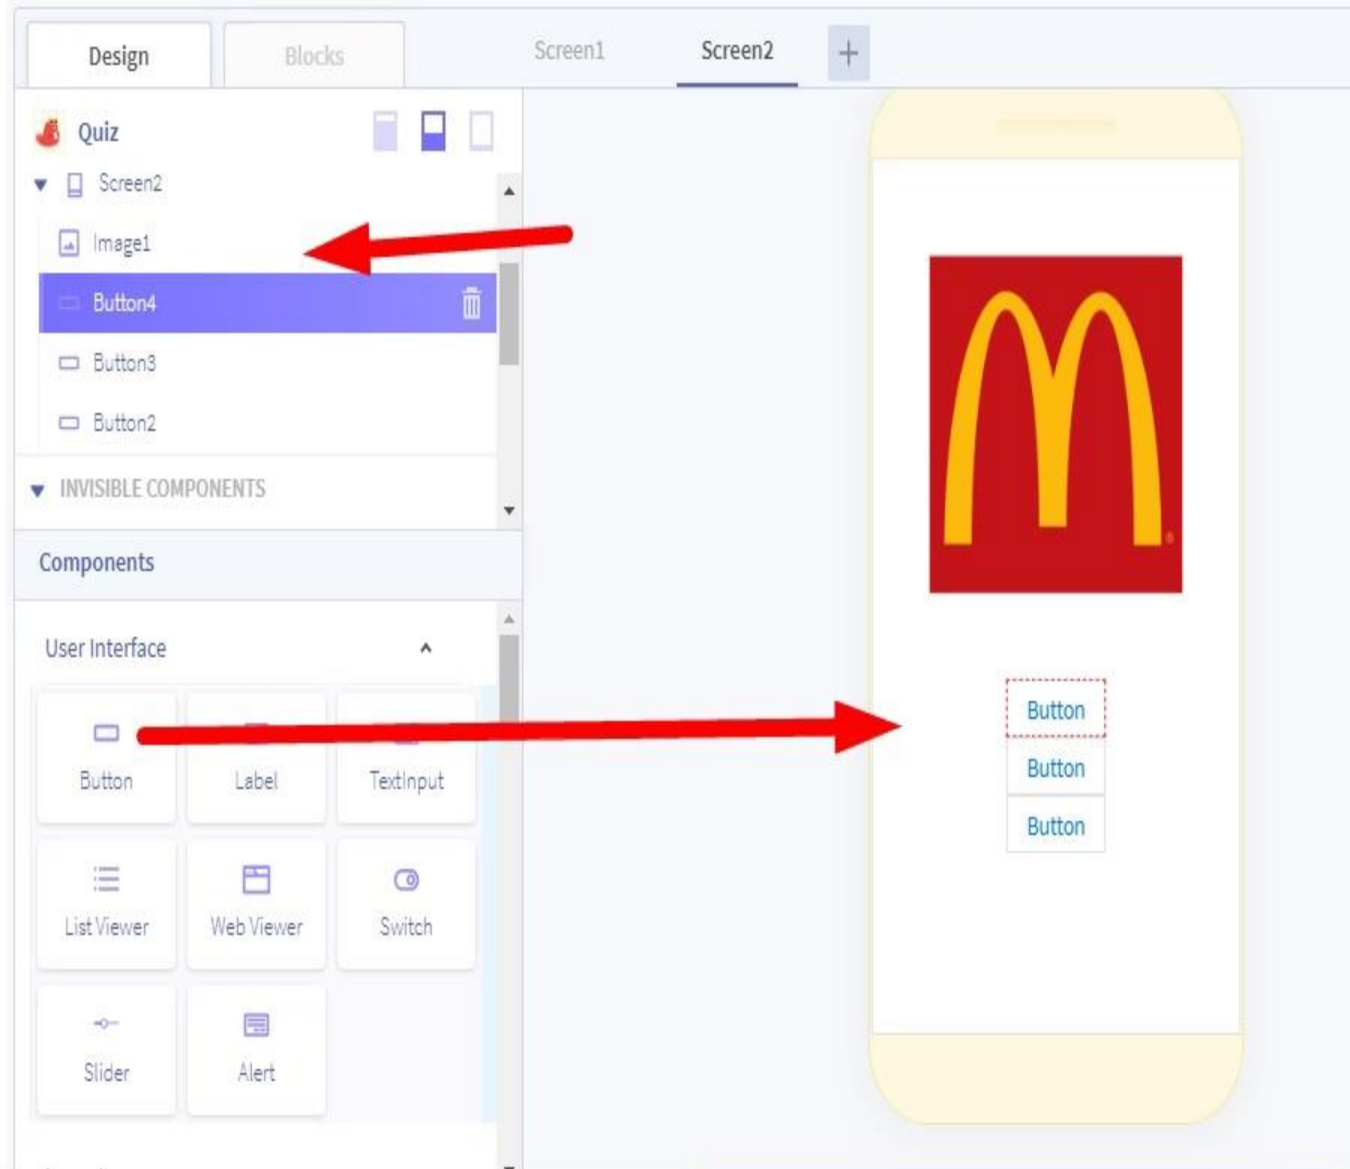 Design
Blocks
Screen1
Screen2
+
Quiz
Screen2
Image1
Button4
Button3
Button2
INVISIBLE COMPONENTS
Components
User Interface
Button
Label
TextInput
List Viewer
Web Viewer
Switch
Slider
Alert
Button
Button
Button